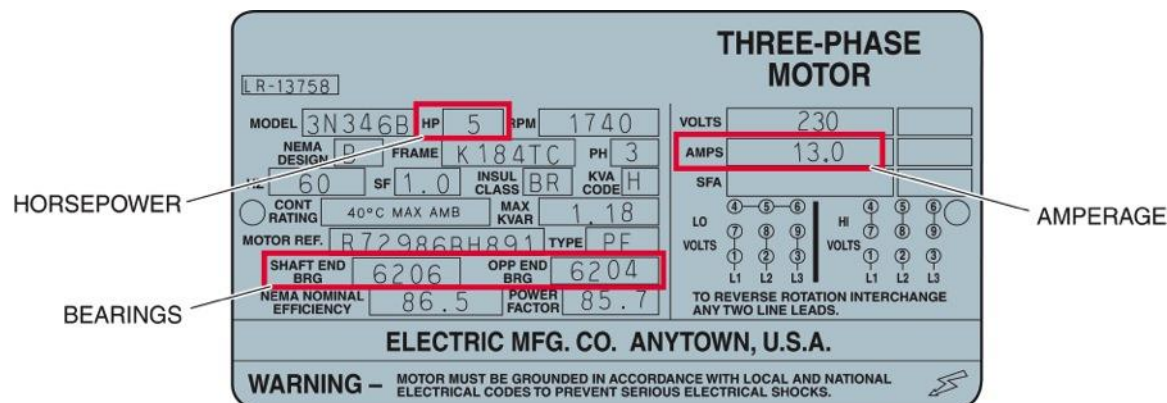 THREE-PHASE
MOTOR
LR-13758
MODEL 3N346B HP 5 RPM 1740
NEMA DESIGN B FRAME K184TC PH 3
HZ 60 SF 1.0 INSUL CLASS BR KVA CODE H
CONT RATING 40°C MAX AMB MAX KVAR 1.18
MOTOR REF. R72986BH891 TYPE PF
SHAFT END BRG 6206 OPP END BRG 6204
NEMA NOMINAL EFFICIENCY 86.5 POWER FACTOR 85.7
VOLTS 230
AMPS 13.0
SFA
LO VOLTS
4 5 6
7 8 9
1 2 3
L1 L2 L3
HI VOLTS
4 5 6
7 8 9
1 2 3
L1 L2 L3
TO REVERSE ROTATION INTERCHANGE
ANY TWO LINE LEADS.
ELECTRIC MFG. CO. ANYTOWN, U.S.A.
WARNING – MOTOR MUST BE GROUNDED IN ACCORDANCE WITH LOCAL AND NATIONAL
ELECTRICAL CODES TO PREVENT SERIOUS ELECTRICAL SHOCKS.
HORSEPOWER
BEARINGS
AMPERAGE